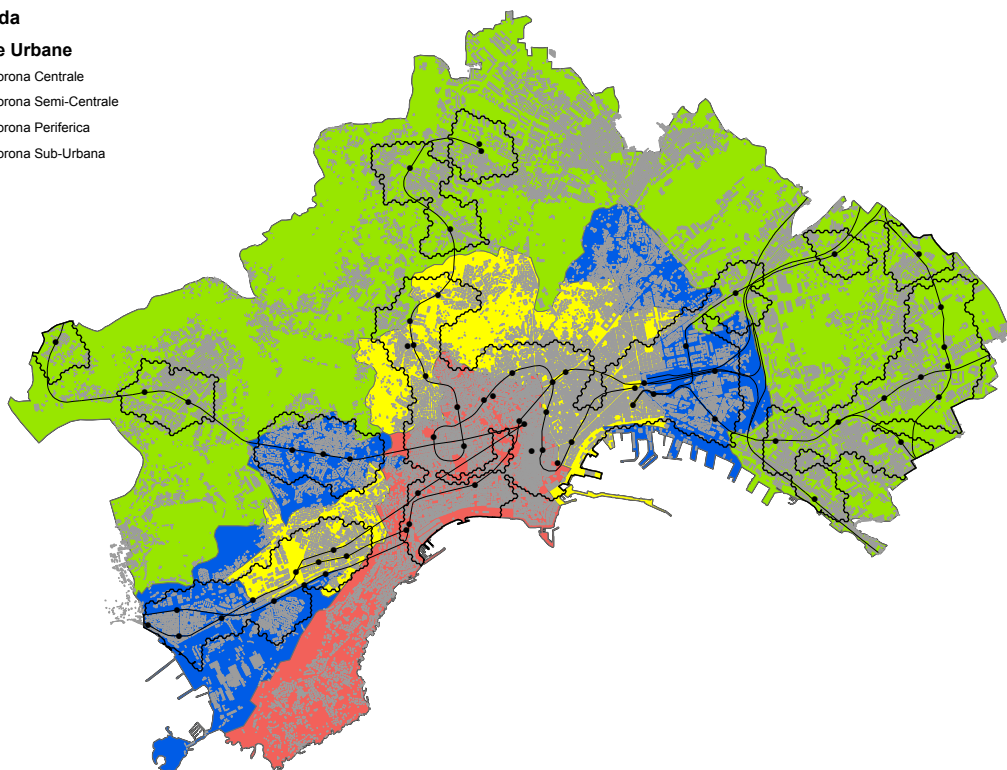 da
e Urbane
orona Centrale
orona Semi-Centrale
orona Periferica
orona Sub-Urbana